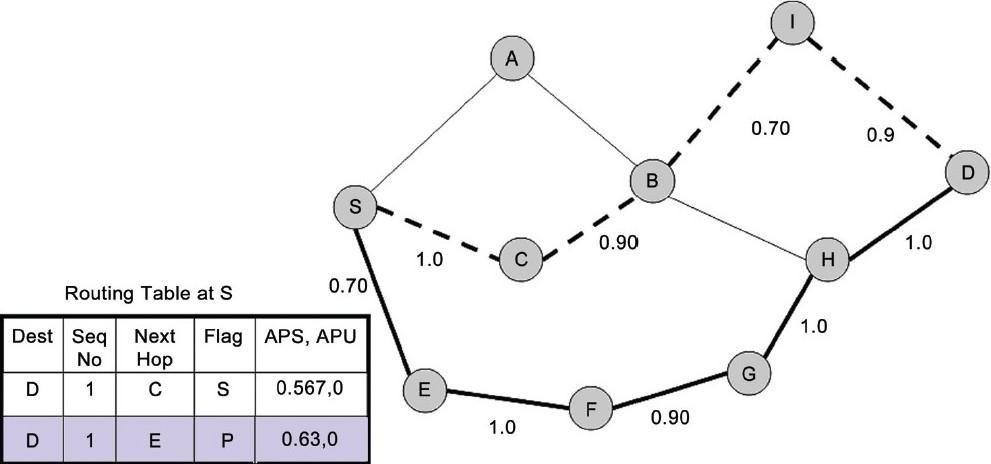 I
A
0.70
0.9
B
D
S
0.90
1.0
C
1.0
H
0.70
Routing Table at S
1.0
Dest Seq No Next Hop Flag APS, APU
D 1 C S 0.567,0
D 1 E P 0.63,0
E
G
F
0.90
1.0